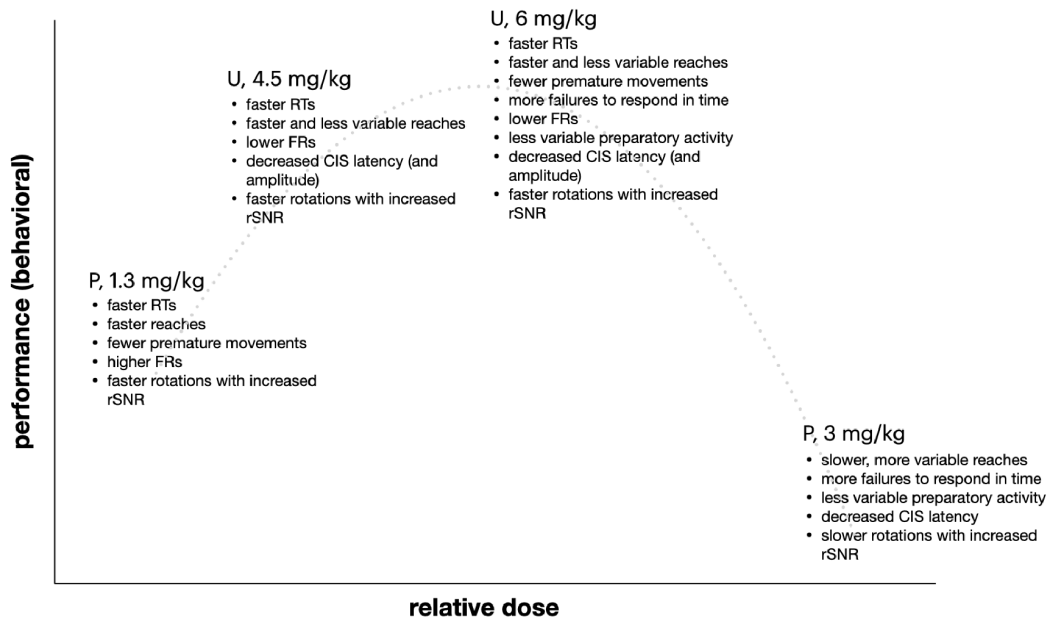 U, 6 mg/kg
• faster RTs
• faster and less variable reaches
• fewer premature movements
• more failures to respond in time
• lower FRs
• less variable preparatory activity
• decreased CIS latency (and
amplitude)
• faster rotations with increased
rSNR
U, 4.5 mg/kg
• faster RTs
• faster and less variable reaches
• lower FRs
• decreased CIS latency (and
amplitude)
• faster rotations with increased
rSNR
P, 1.3 mg/kg
• faster RTs
• faster reaches
• fewer premature movements
• higher FRs
• faster rotations with increased
rSNR
P, 3 mg/kg
• slower, more variable reaches
• more failures to respond in time
• less variable preparatory activity
• decreased CIS latency
• slower rotations with increased
rSNR
performance (behavioral)
relative dose